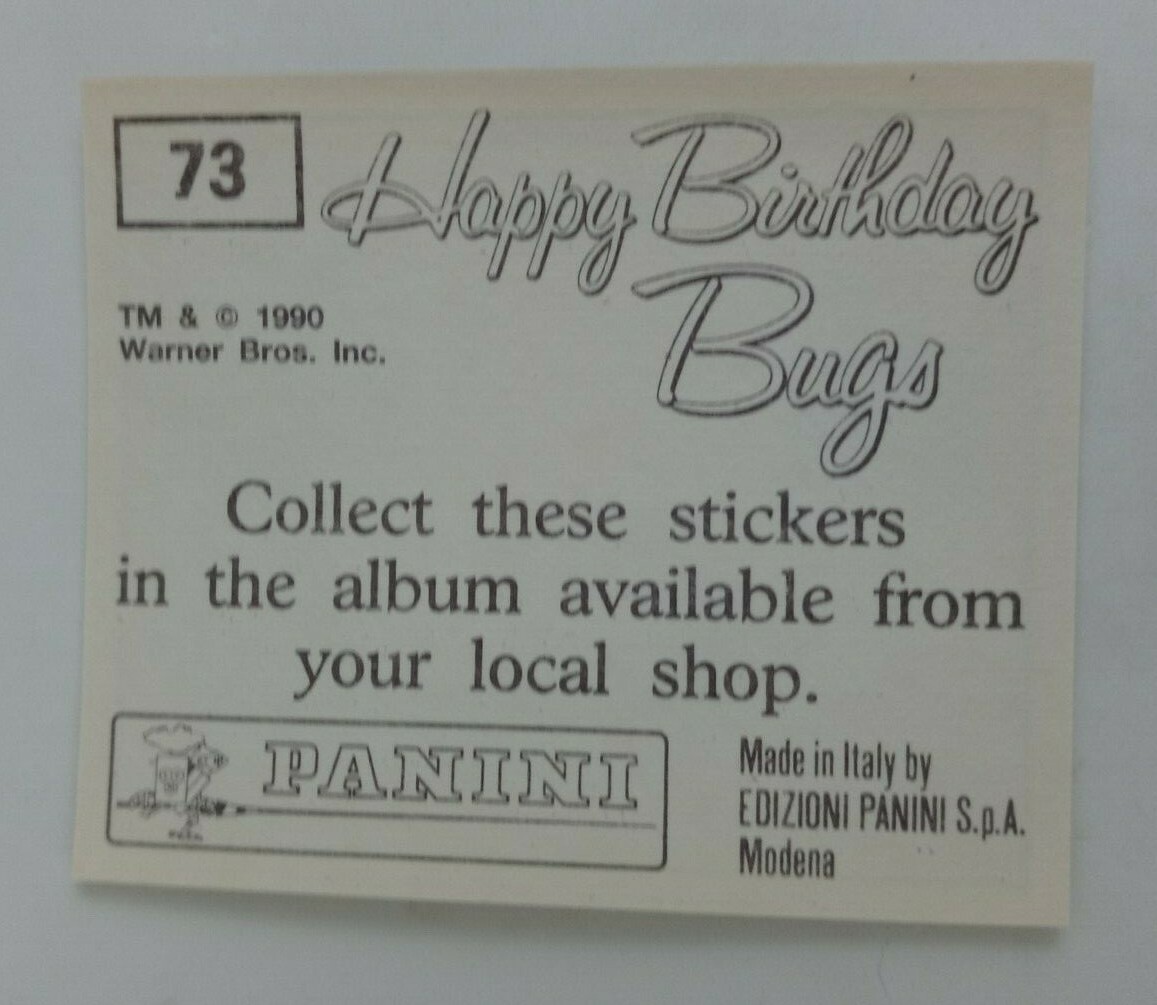 73
Happy Birthday
Bugs
TM & © 1990
Warner Bros. Inc.
Collect these stickers
in the album available from
your local shop.
PANINI
Made in Italy by
EDIZIONI PANINI S.p.A.
Modena